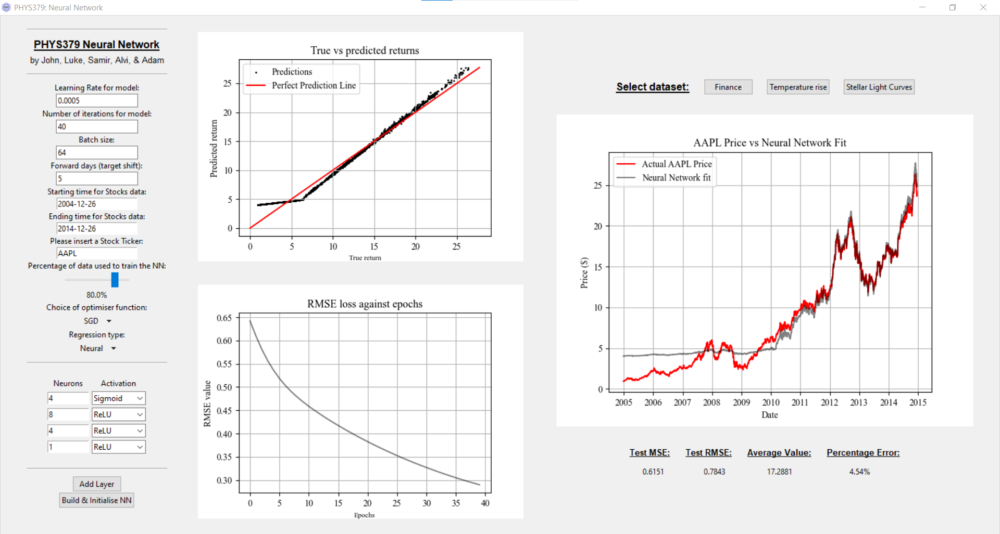 PHYS379: Neural Network
PHYS379 Neural Network
by John, Luke, Samir, Alvi, & Adam
Learning Rate for model:
0.0005
Number of iterations for model:
40
Batch size:
64
Forward days (target shift):
5
Starting time for Stocks data:
2004-12-26
Ending time for Stocks data:
2014-12-26
Please insert a Stock Ticker:
AAPL
Percentage of data used to train the NN:
80.0%
Choice of optimiser function:
SGD
Regression type:
Neural
Neurons Activation
4 Sigmoid
8 ReLU
4 ReLU
1 ReLU
Add Layer
Build & Initialise NN
True vs predicted returns
Predictions
Perfect Prediction Line
Predicted return
25
20
15
10
5
0
0 5 10 15 20 25
True return
RMSE loss against epochs
RMSE value
0.65
0.60
0.55
0.50
0.45
0.40
0.35
0.30
0 5 10 15 20 25 30 35 40
Epochs
Select dataset: Finance Temperature rise Stellar Light Curves
AAPL Price vs Neural Network Fit
Actual AAPL Price
Neural Network fit
Price ($)
25
20
15
10
5
0
2005 2006 2007 2008 2009 2010 2011 2012 2013 2014 2015
Date
Test MSE: Test RMSE: Average Value: Percentage Error:
0.6151 0.7843 17.2881 4.54%